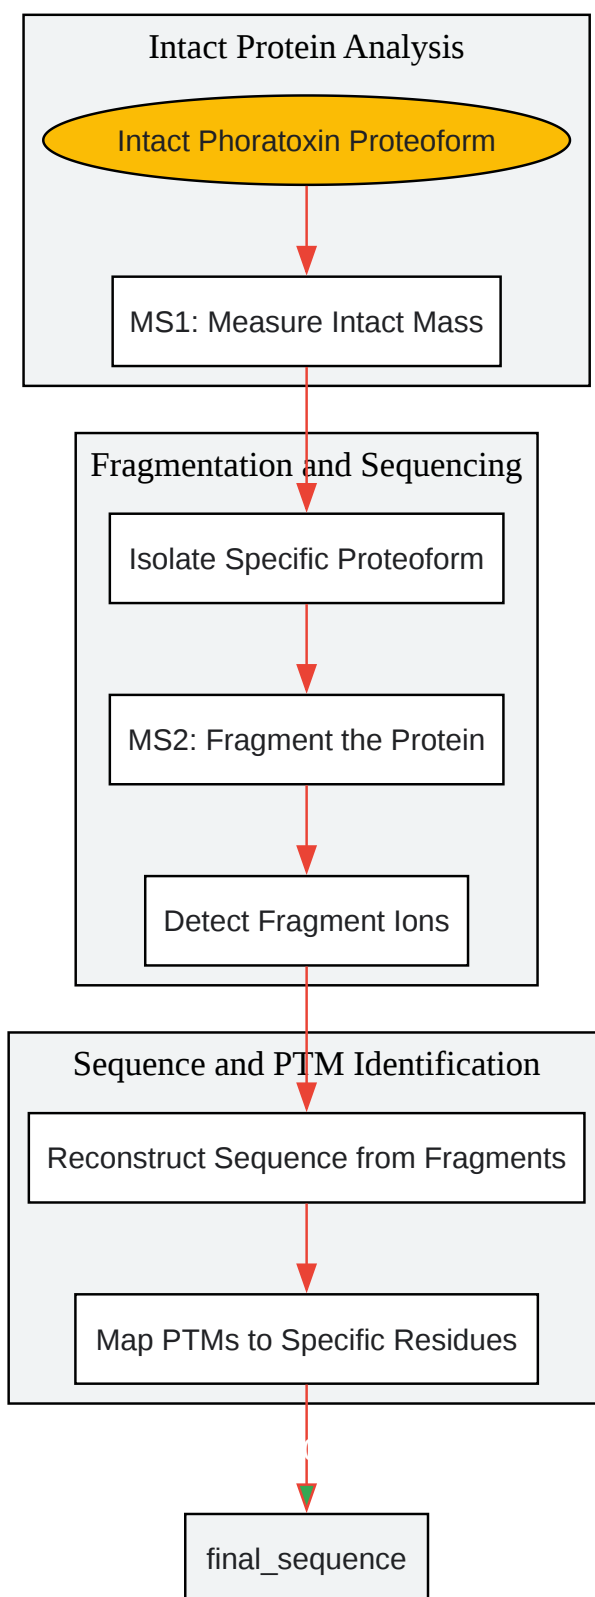 Intact Protein Analysis
Intact Phoratoxin Proteoform
MS1: Measure Intact Mass
Fragmentation and Sequencing
Isolate Specific Proteoform
MS2: Fragment the Protein
Detect Fragment Ions
Sequence and PTM Identification
Reconstruct Sequence from Fragments
Map PTMs to Specific Residues
final_sequence